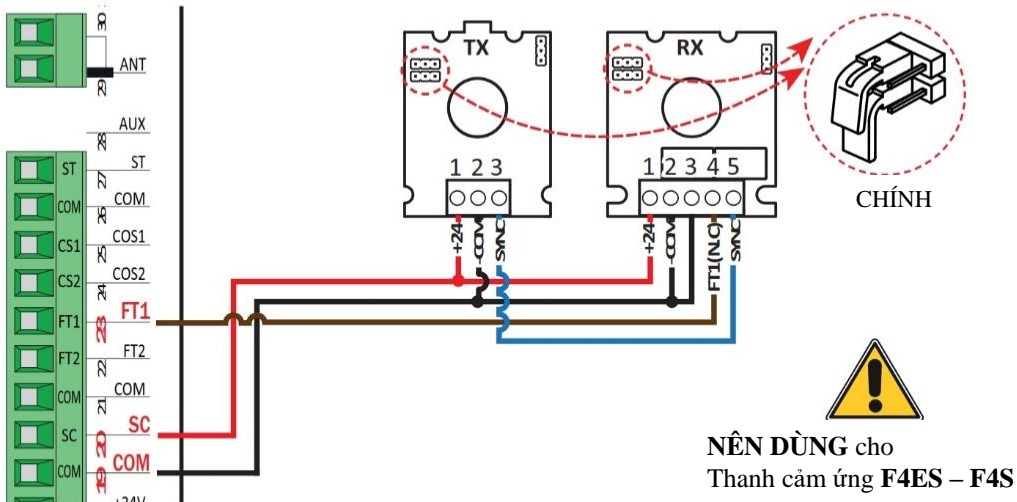 30
29 ANT
28 AUX
ST 27 ST
COM 26 COM
CS1 25 COS1
CS2 24 COS2
FT1 23 FT1
FT2 22 FT2
COM 21 COM
SC 20 SC
COM 19 COM
+24V
TX
1 2 3
+24
-COM
SYNC
RX
1 2 3 4 5
+24
-COM
FT1(N.C)
SYNC
CHÍNH
NÊN DÙNG cho
Thanh cảm ứng F4ES – F4S